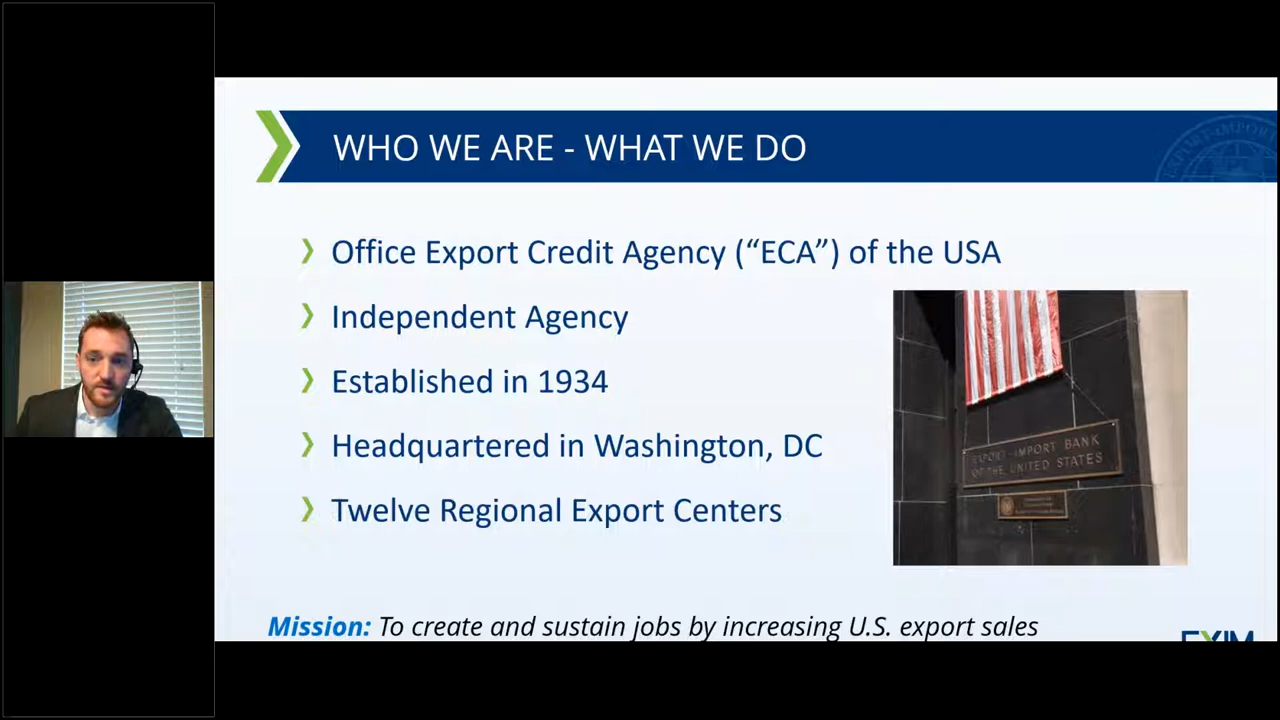 WHO WE ARE - WHAT WE DO
Office Export Credit Agency (“ECA”) of the USA
Independent Agency
Established in 1934
Headquartered in Washington, DC
Twelve Regional Export Centers
EXPORT-IMPORT BANK
OF THE UNITED STATES
Mission: To create and sustain jobs by increasing U.S. export sales
EXIM